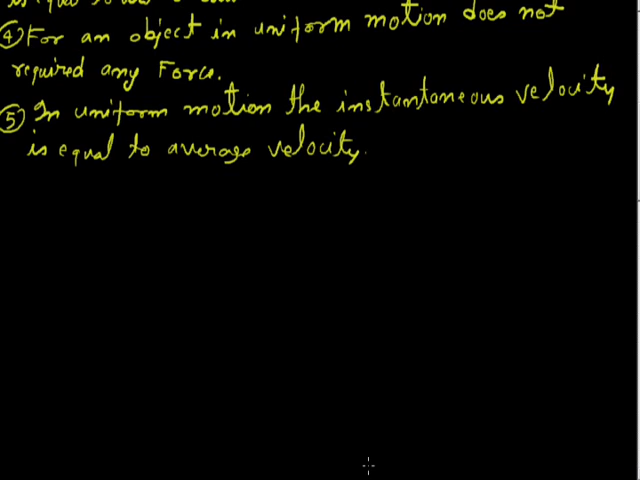 ④ For an object in uniform motion does not
required any Force.
⑤ In uniform motion the instantaneous velocity
is equal to average velocity.